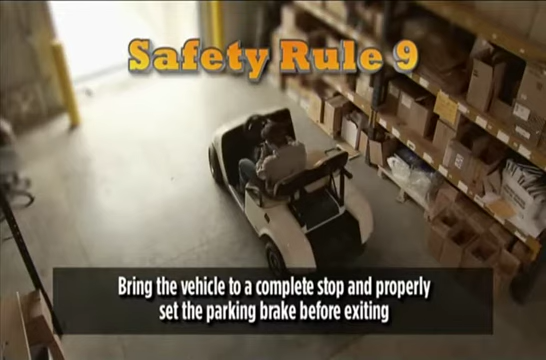 Safety Rule 9
Bring the vehicle to a complete stop and properly
set the parking brake before exiting